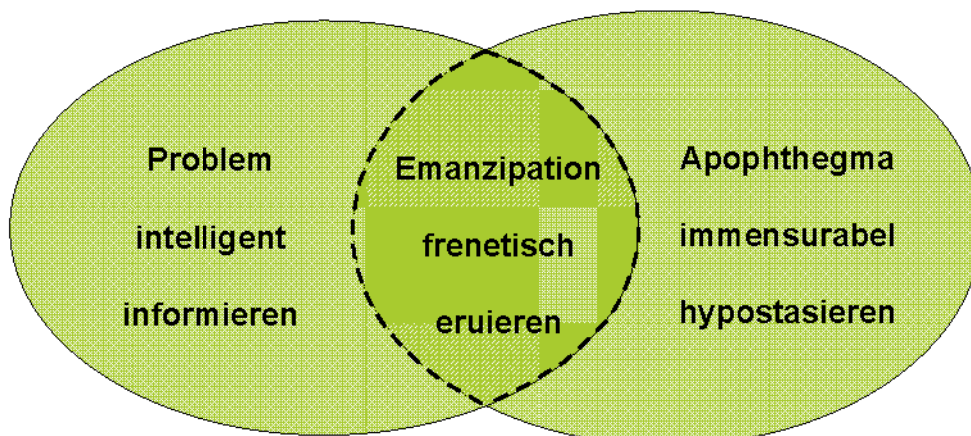 Problem
intelligent
informieren
Emanzipation
frenetisch
eruieren
Apophthegma
immensurabel
hypostasieren